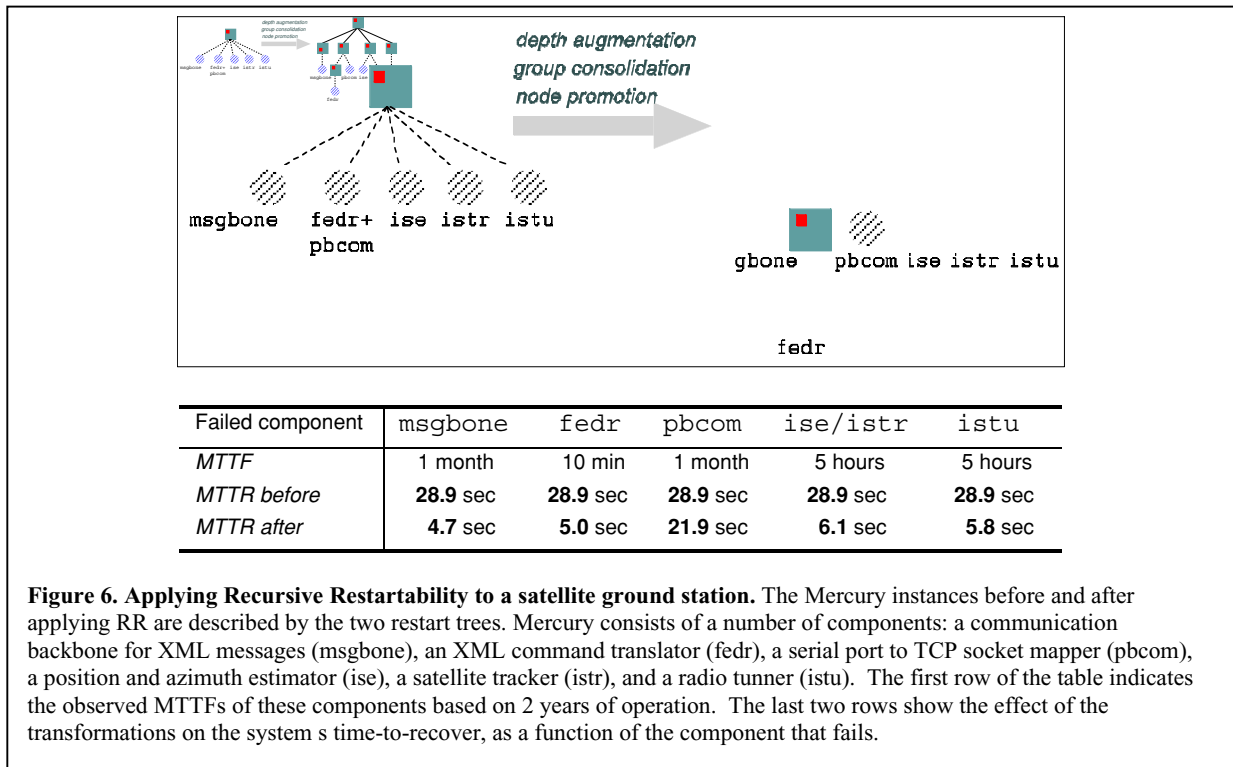 depth augmentation
group consolidation
node promotion
msgbone fedr+ ise istr istu
pbcom
msgbone pbcom ise
fedr
depth augmentation
group consolidation
node promotion
msgbone fedr+ ise istr istu
pbcom
gbone pbcom ise istr istu
fedr
Failed component msgbone fedr pbcom ise/istr istu
MTTF 1 month 10 min 1 month 5 hours 5 hours
MTTR before 28.9 sec 28.9 sec 28.9 sec 28.9 sec 28.9 sec
MTTR after 4.7 sec 5.0 sec 21.9 sec 6.1 sec 5.8 sec
Figure 6. Applying Recursive Restartability to a satellite ground station. The Mercury instances before and after
applying RR are described by the two restart trees. Mercury consists of a number of components: a communication
backbone for XML messages (msgbone), an XML command translator (fedr), a serial port to TCP socket mapper (pbcom),
a position and azimuth estimator (ise), a satellite tracker (istr), and a radio tunner (istu). The first row of the table indicates
the observed MTTFs of these components based on 2 years of operation. The last two rows show the effect of the
transformations on the system s time-to-recover, as a function of the component that fails.